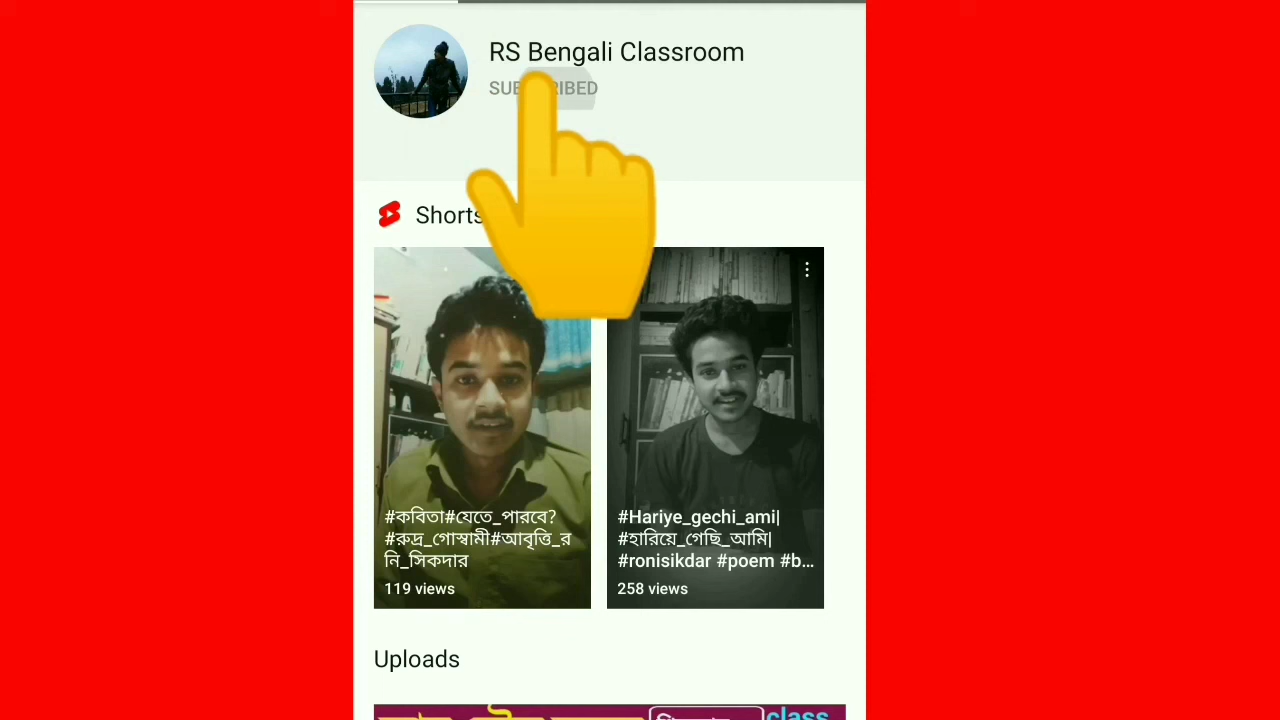 RS Bengali Classroom
SUBSCRIBED
Shorts
#কবিতা#যেতে_পারবে?
#রুদ্র_গোস্বামী#আবৃত্তি_র
নি_সিকদার
119 views
#Hariye_gechi_ami|
#হারিয়ে_গেছি_আমি|
#ronisikdar #poem #b...
258 views
Uploads
class